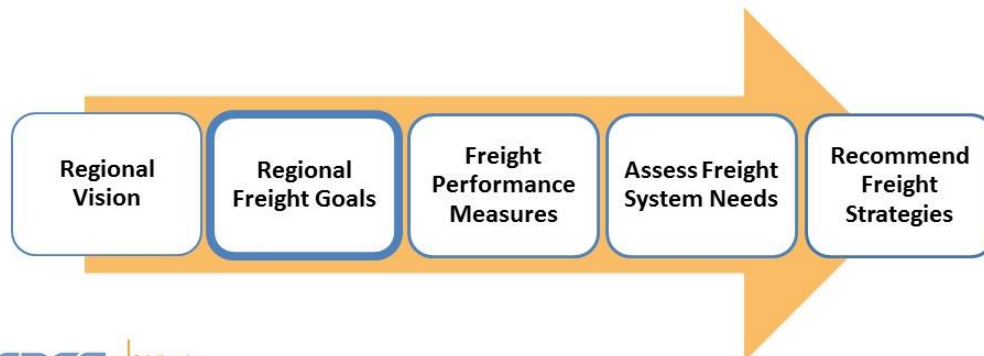 Regional
Vision
Regional
Freight Goals
Freight
Performance
Measures
Assess Freight
System Needs
Recommend
Freight
Strategies